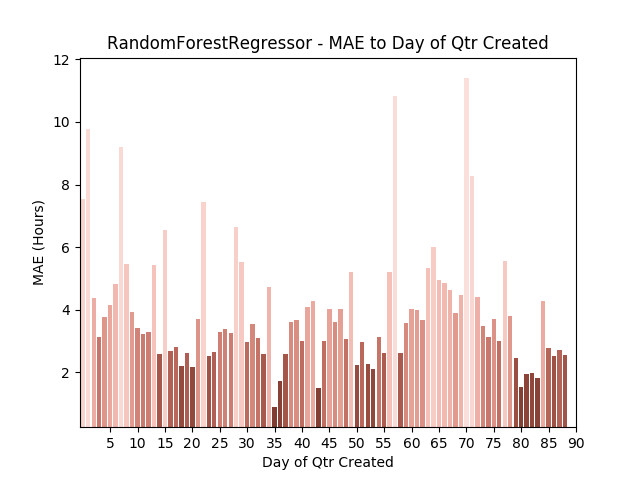 RandomForestRegressor - MAE to Day of Qtr Created
12
10
8
6
4
2
MAE (Hours)
5 10 15 20 25 30 35 40 45 50 55 60 65 70 75 80 85 90
Day of Qtr Created